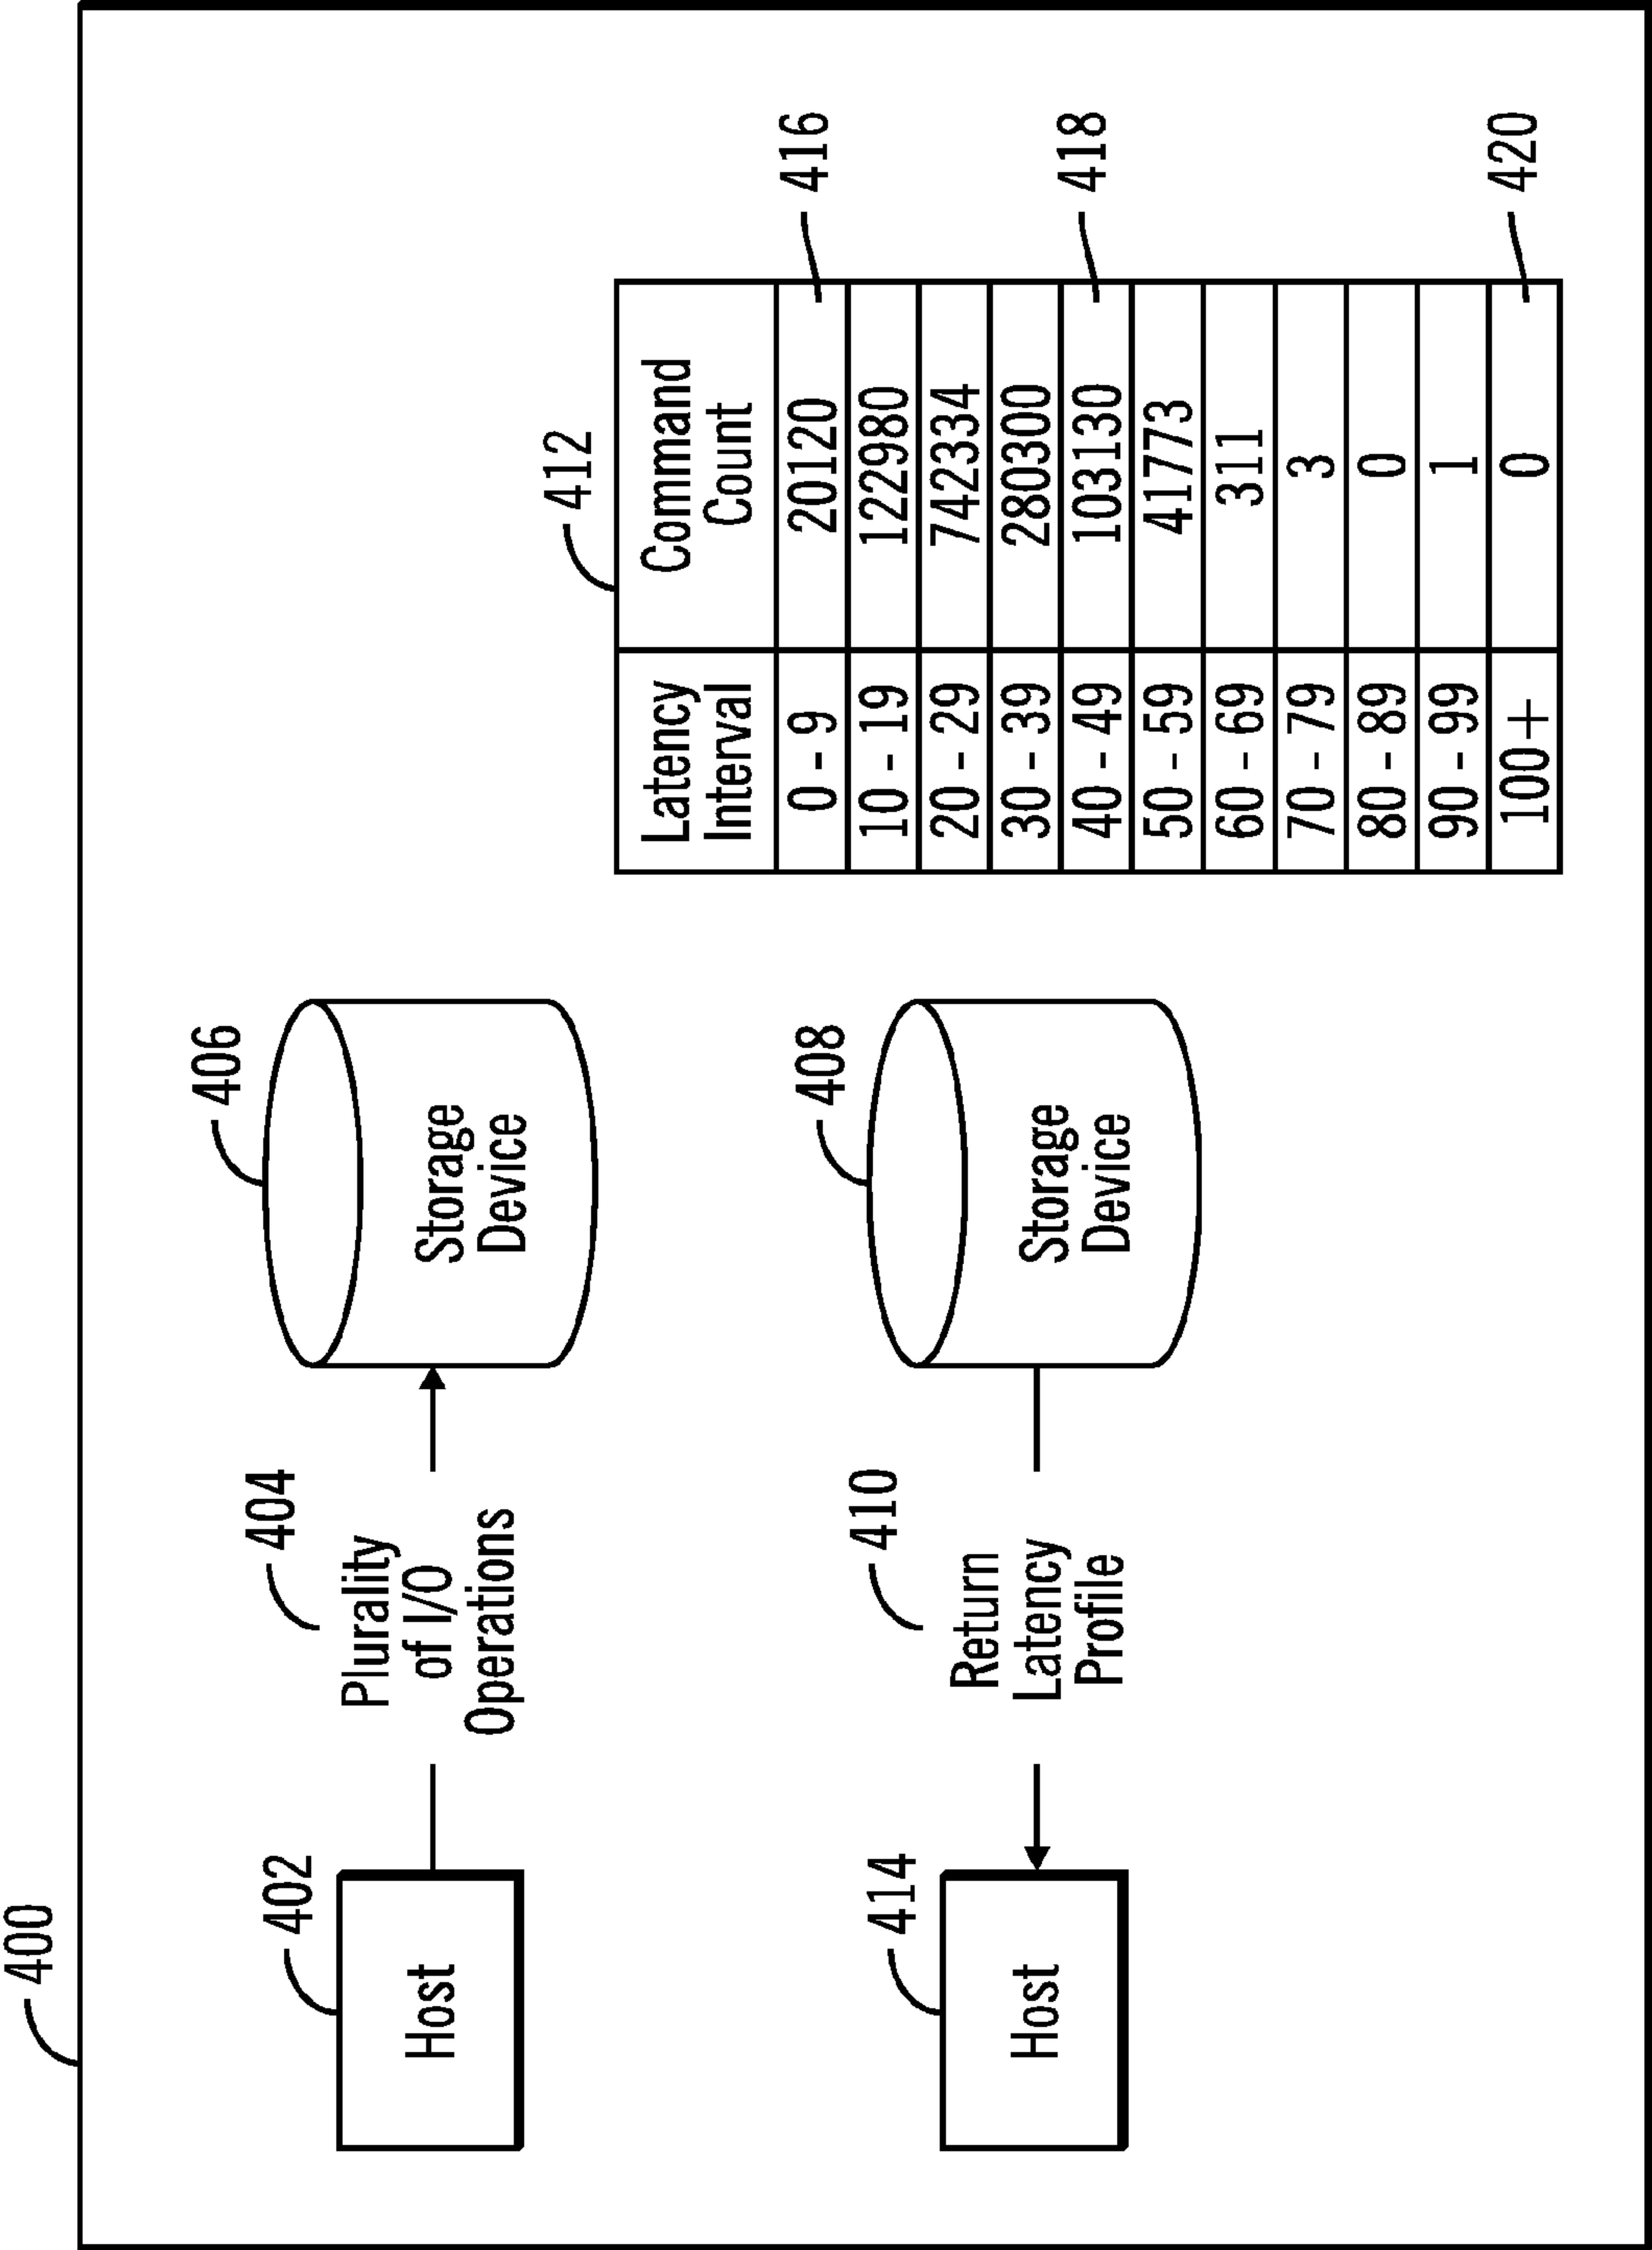 400
402
Host
404
Plurality
of I/O
Operations
406
Storage
Device
414
Host
410
Return
Latency
Profile
408
Storage
Device
412
Latency Interval Command Count
0 - 9 20120
10 - 19 122980
20 - 29 742334
30 - 39 280300
40 - 49 103130
50 - 59 41773
60 - 69 311
70 - 79 3
80 - 89 0
90 - 99 1
100+ 0
416
418
420